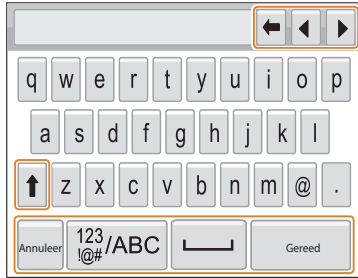 q w e r t y u i o p
a s d f g h j k l
z x c v b n m @ .
Annuleer 123 !@# /ABC Gereed